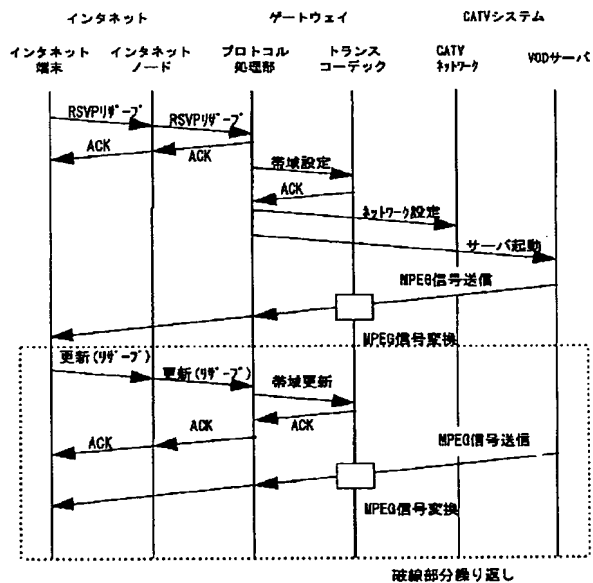 インタネット　ゲートウェイ　CATVシステム
インタネット端末　インタネットノード　プロトコル処理部　トランスコーデック　CATVネットワーク　VODサーバ
RSVPリザーブ
RSVPリザーブ
ACK
ACK
帯域設定
ACK
ネットワーク設定
サーバ起動
MPEG信号送信
MPEG信号変換
更新(リザーブ)
更新(リザーブ)
帯域更新
ACK
ACK
ACK
MPEG信号送信
MPEG信号変換
破線部分繰り返し